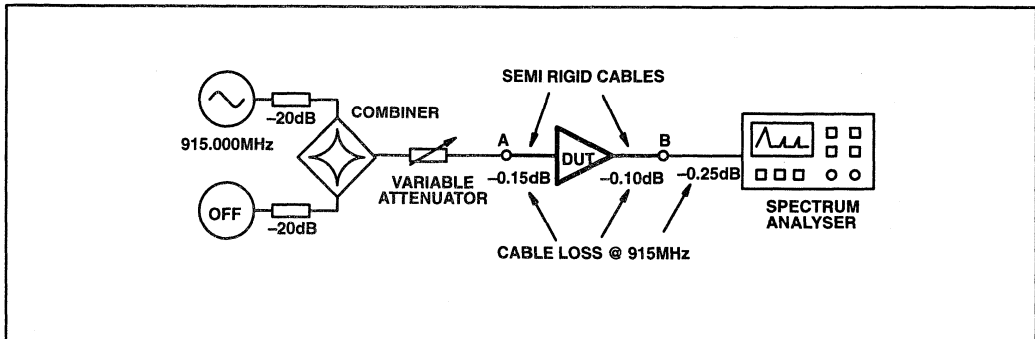 SEMI RIGID CABLES
–20dB
COMBINER
915.000MHz
A
DUT
B
–0.15dB
–0.10dB
–0.25dB
VARIABLE
ATTENUATOR
SPECTRUM
ANALYSER
OFF
–20dB
CABLE LOSS @ 915MHz